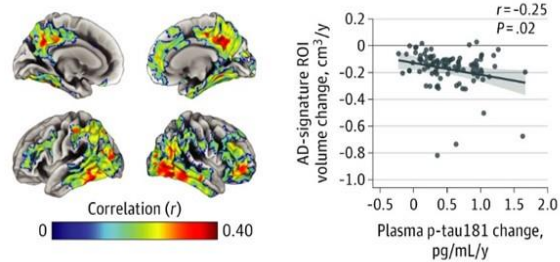 Correlation (r)
0
0.40
r=-0.25
P=.02
AD-signature ROI
volume change, cm³/y
0.2
0
-0.2
-0.4
-0.6
-0.8
-1.0
-0.5
0
0.5
1.0
1.5
2.0
Plasma p-tau181 change,
pg/mL/y